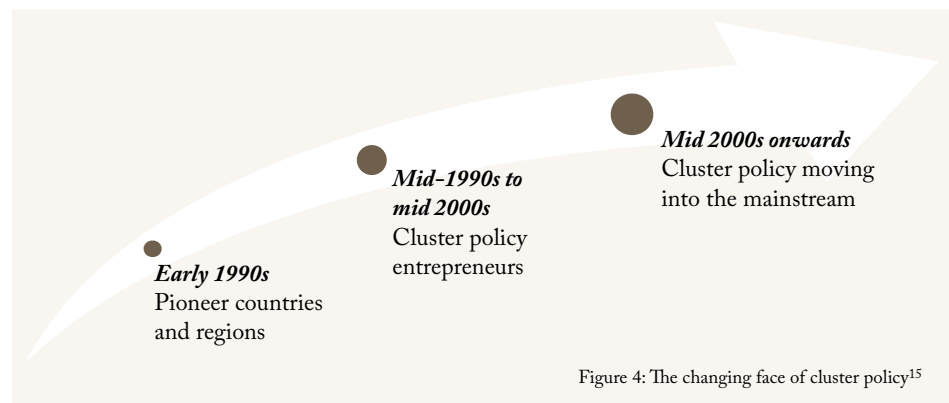 Mid 2000s onwards
Cluster policy moving
into the mainstream
Mid-1990s to
mid 2000s
Cluster policy
entrepreneurs
Early 1990s
Pioneer countries
and regions
Figure 4: The changing face of cluster policy15